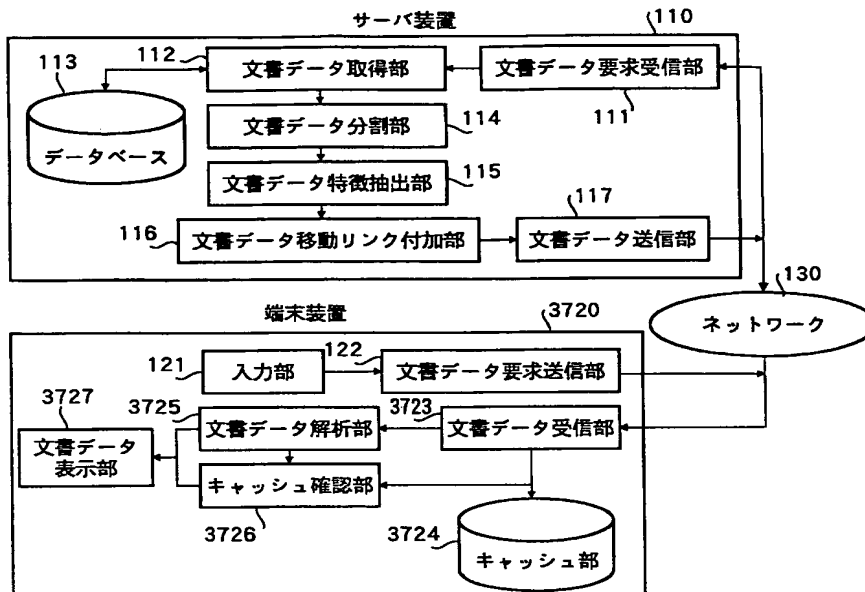 サーバ装置
110
113
112
文書データ取得部
文書データ要求受信部
111
データベース
文書データ分割部
114
文書データ特徴抽出部
115
116
文書データ移動リンク付加部
117
文書データ送信部
130
ネットワーク
端末装置
3720
121
入力部
122
文書データ要求送信部
3727
文書データ
表示部
3725
文書データ解析部
3723
文書データ受信部
キャッシュ確認部
3726
3724
キャッシュ部